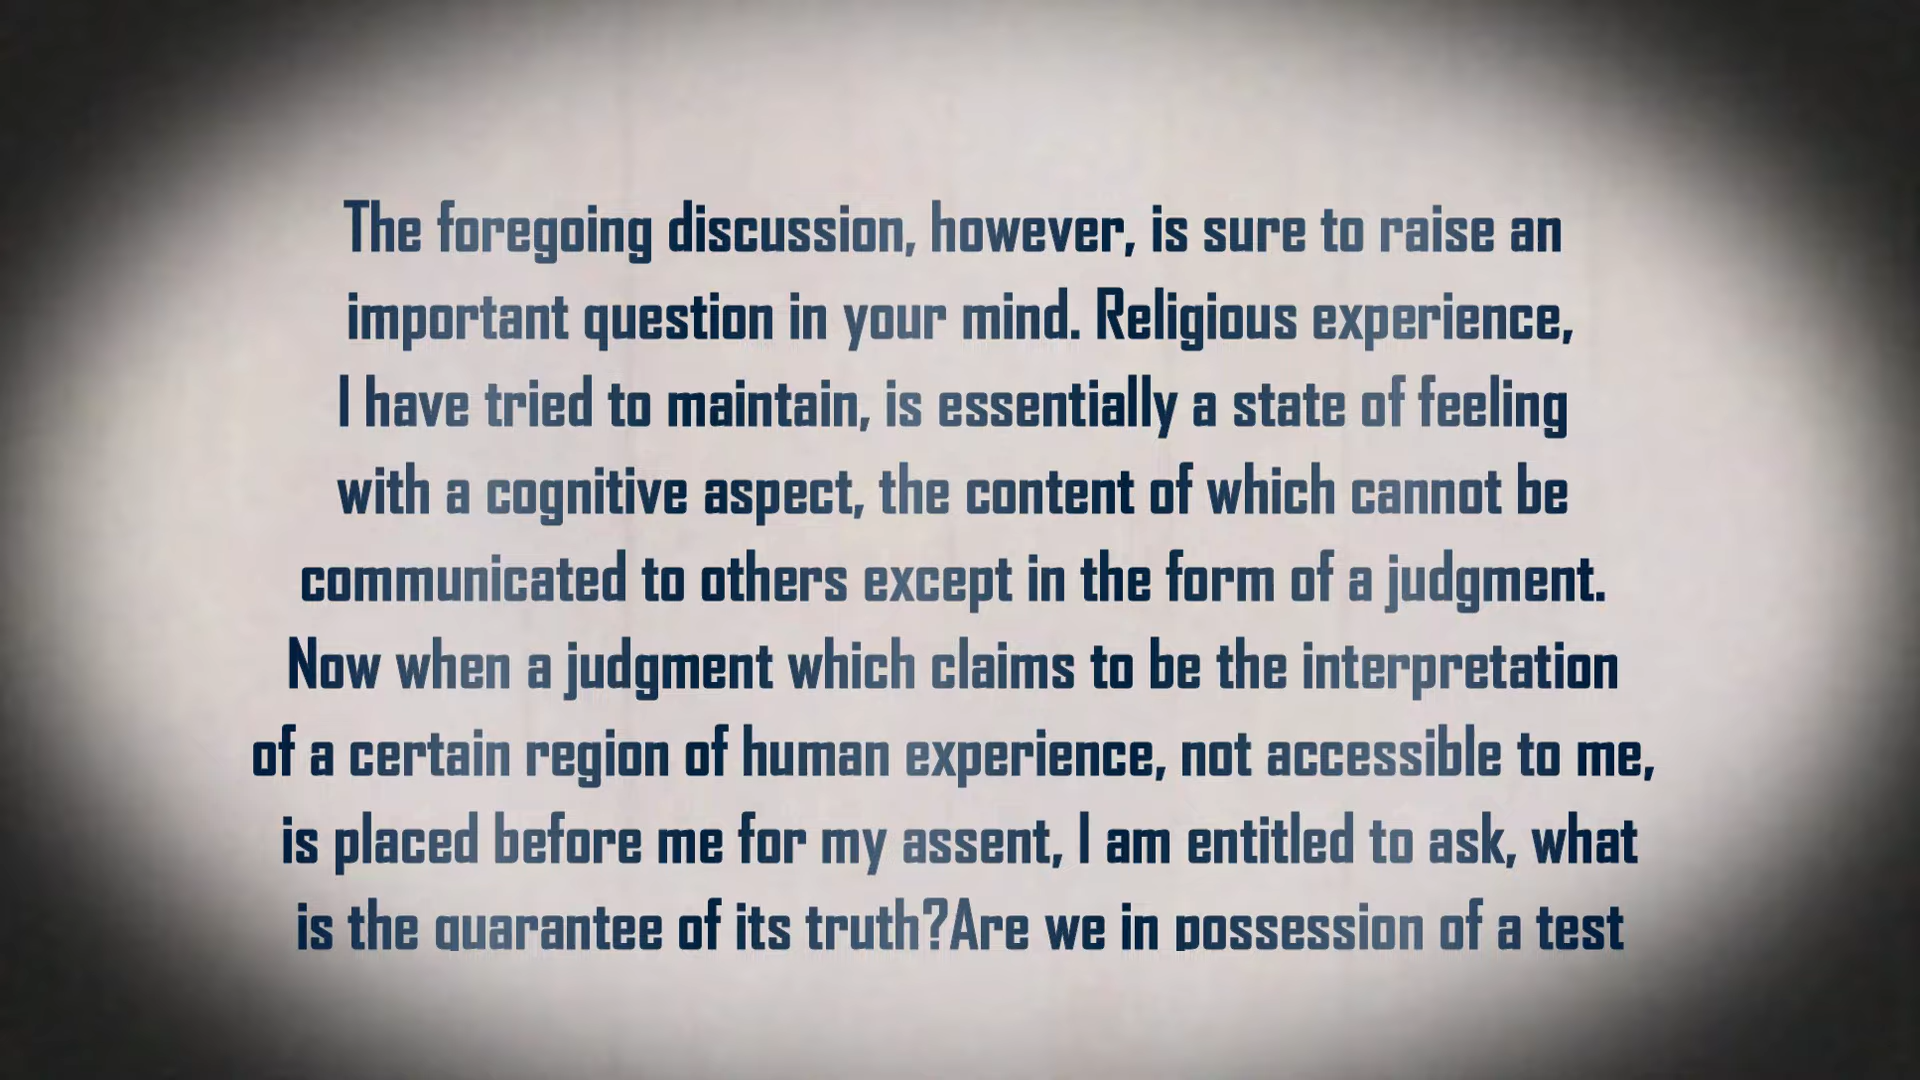 The foregoing discussion, however, is sure to raise an
important question in your mind. Religious experience,
I have tried to maintain, is essentially a state of feeling
with a cognitive aspect, the content of which cannot be
communicated to others except in the form of a judgment.
Now when a judgment which claims to be the interpretation
of a certain region of human experience, not accessible to me,
is placed before me for my assent, I am entitled to ask, what
is the guarantee of its truth?Are we in possession of a test